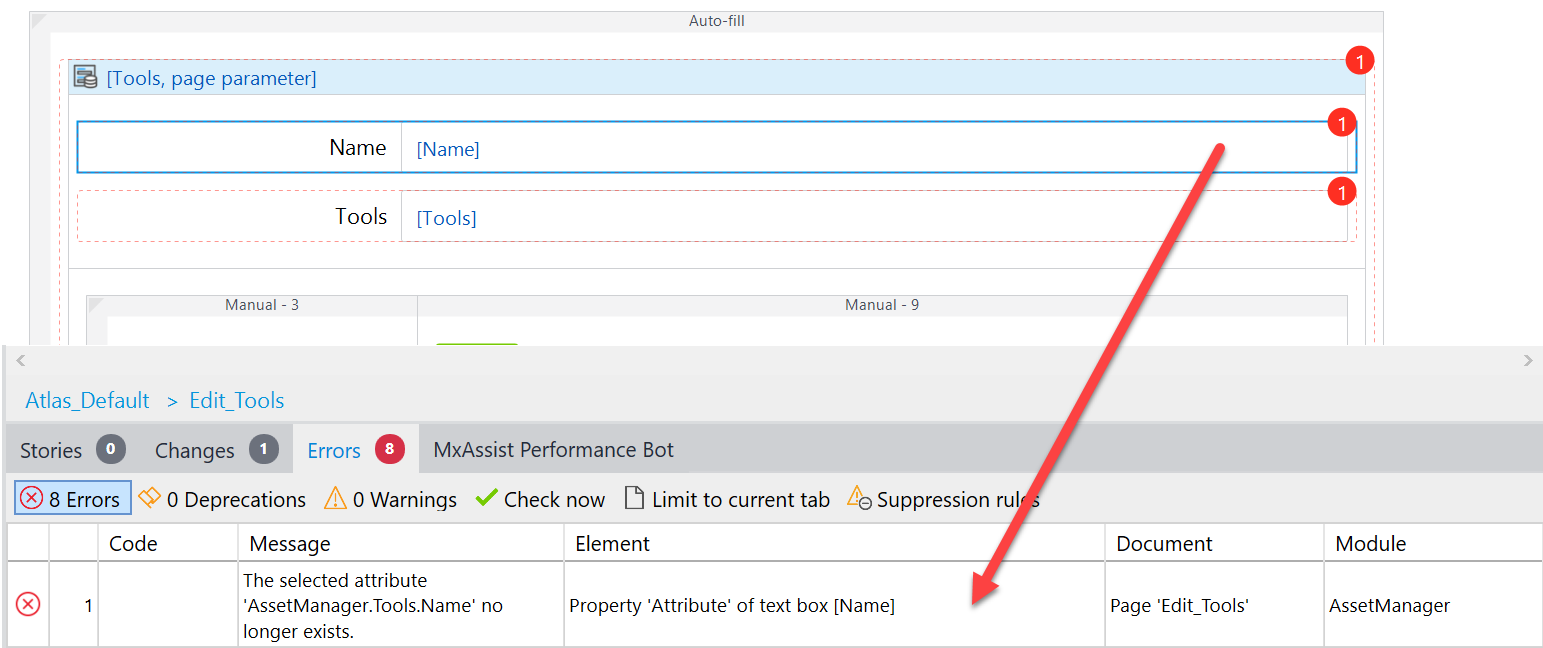 Auto-fill
1
[Tools, page parameter]
1
Name [Name]
1
Tools [Tools]
Manual - 3 Manual - 9
Atlas_Default > Edit_Tools
Stories 0 Changes 1 Errors 8 MxAssist Performance Bot
8 Errors 0 Deprecations 0 Warnings Check now Limit to current tab Suppression rules
Code Message Element Document Module
The selected attribute
1 'AssetManager.Tools.Name' no Property 'Attribute' of text box [Name] Page 'Edit_Tools' AssetManager
longer exists.